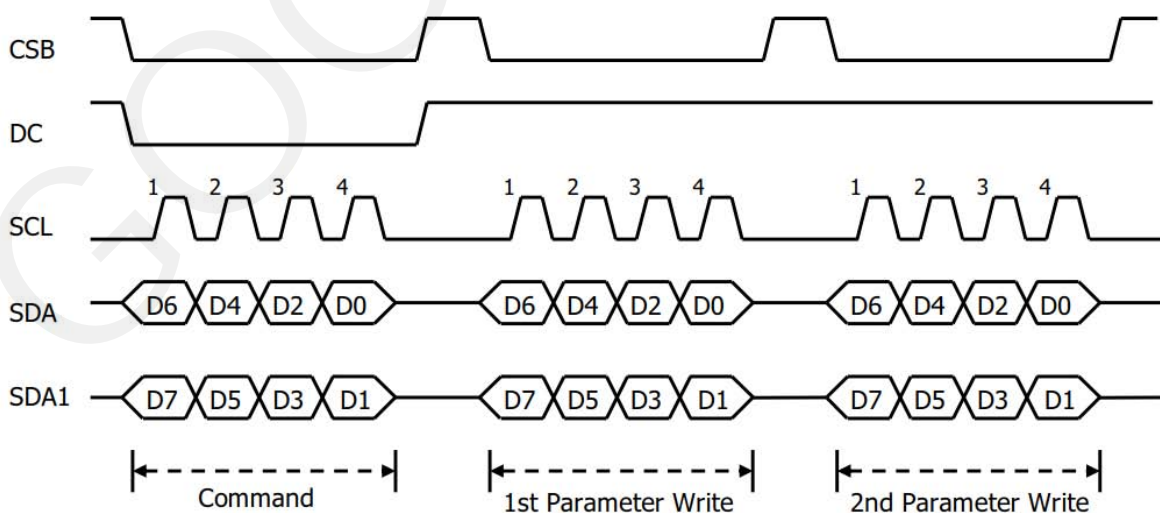 CSB
DC
1 2 3 4 1 2 3 4 1 2 3 4
SCL
SDA D6 D4 D2 D0 D6 D4 D2 D0 D6 D4 D2 D0
SDA1 D7 D5 D3 D1 D7 D5 D3 D1 D7 D5 D3 D1
Command 1st Parameter Write 2nd Parameter Write